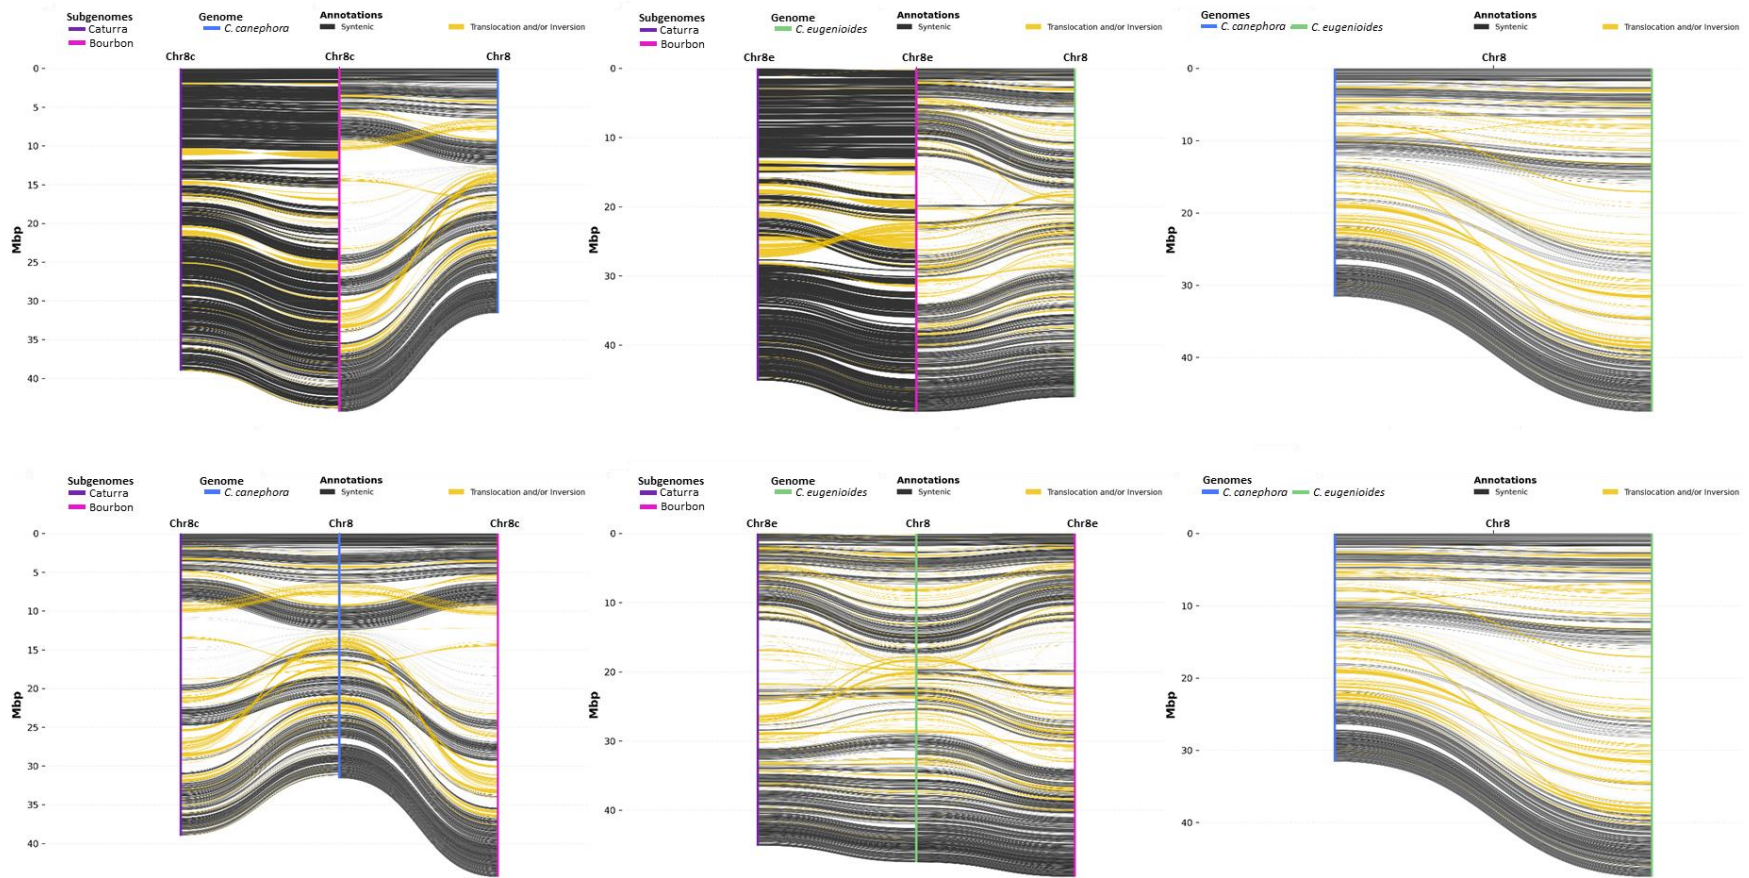 Subgenomes Genome Annotations
Caturra C. canephora Syntenic Translocation and/or Inversion
Bourbon
Chr8c Chr8c Chr8
0
5
10
15
20
25
30
35
40
Mbp
Subgenomes Genome Annotations
Caturra C. eugenioides Syntenic Translocation and/or Inversion
Bourbon
Chr8e Chr8e Chr8
0
10
20
30
40
Mbp
Genomes Annotations
C. canephora C. eugenioides Syntenic Translocation and/or Inversion
Chr8
0
10
20
30
40
Mbp
Subgenomes Genome Annotations
Caturra C. canephora Syntenic Translocation and/or Inversion
Bourbon
Chr8c Chr8 Chr8c
0
5
10
15
20
25
30
35
40
Mbp
Subgenomes Genome Annotations
Caturra C. eugenioides Syntenic Translocation and/or Inversion
Bourbon
Chr8e Chr8 Chr8e
0
10
20
30
40
Mbp
Genomes Annotations
C. canephora C. eugenioides Syntenic Translocation and/or Inversion
Chr8
0
10
20
30
40
Mbp